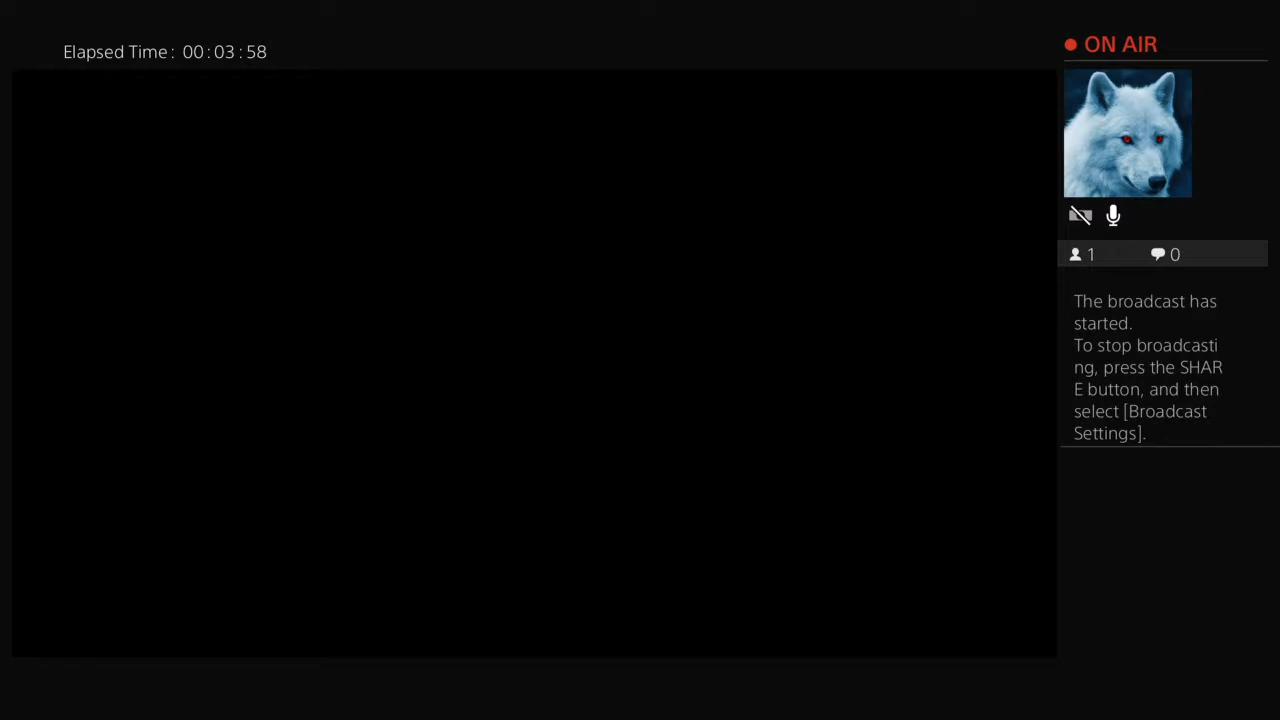 Elapsed Time: 00:03:58
ON AIR
1 0
The broadcast has
started.
To stop broadcasti
ng, press the SHAR
E button, and then
select [Broadcast
Settings].